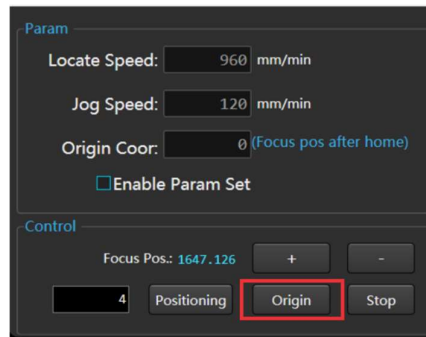 Param
Locate Speed: 960 mm/min
Jog Speed: 120 mm/min
Origin Coor: 0 (Focus pos after home)
Enable Param Set
Control
Focus Pos.: 1647.126 + -
4 Positioning Origin Stop